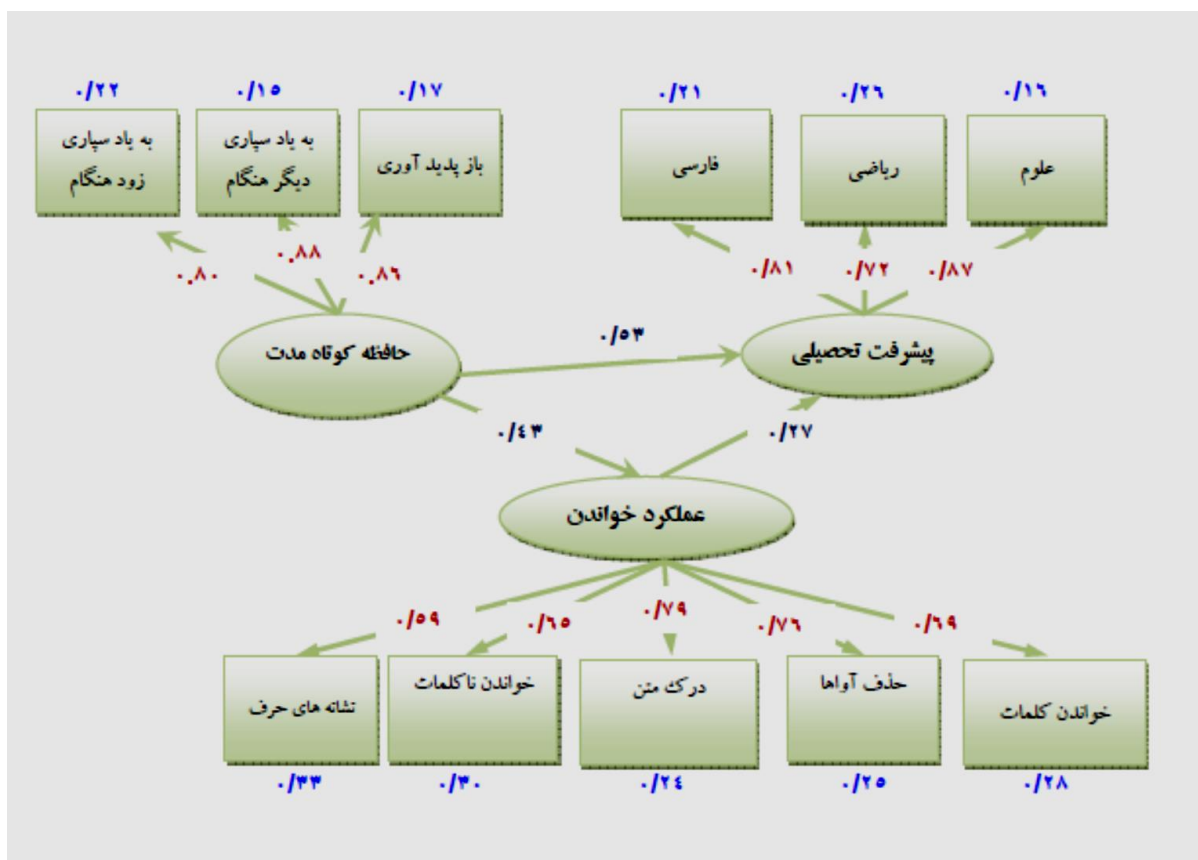 ۰/۲۲
۰/۱۵
۰/۱۷
۰/۲۱
۰/۲۶
۰/۱۶
به یاد سپاری
زود هنگام
به یاد سپاری
دیگر هنگام
باز پدید آوری
فارسی
ریاضی
علوم
۰.۸۰
۰.۸۸
۰.۸۶
۰/۸۱
۰/۷۲
۰/۸۷
حافظه کوتاه مدت
۰/۵۳
پیشرفت تحصیلی
۰/٤۳
۰/۲۷
عملکرد خواندن
۰/۵۹
۰/۶۵
۰/۷۹
۰/۷۶
۰/۶۹
نشانه های حرف
خواندن ناکلمات
درک متن
حذف آواها
خواندن کلمات
۰/۳۳
۰/۳۰
۰/۲٤
۰/۲۵
۰/۲۸